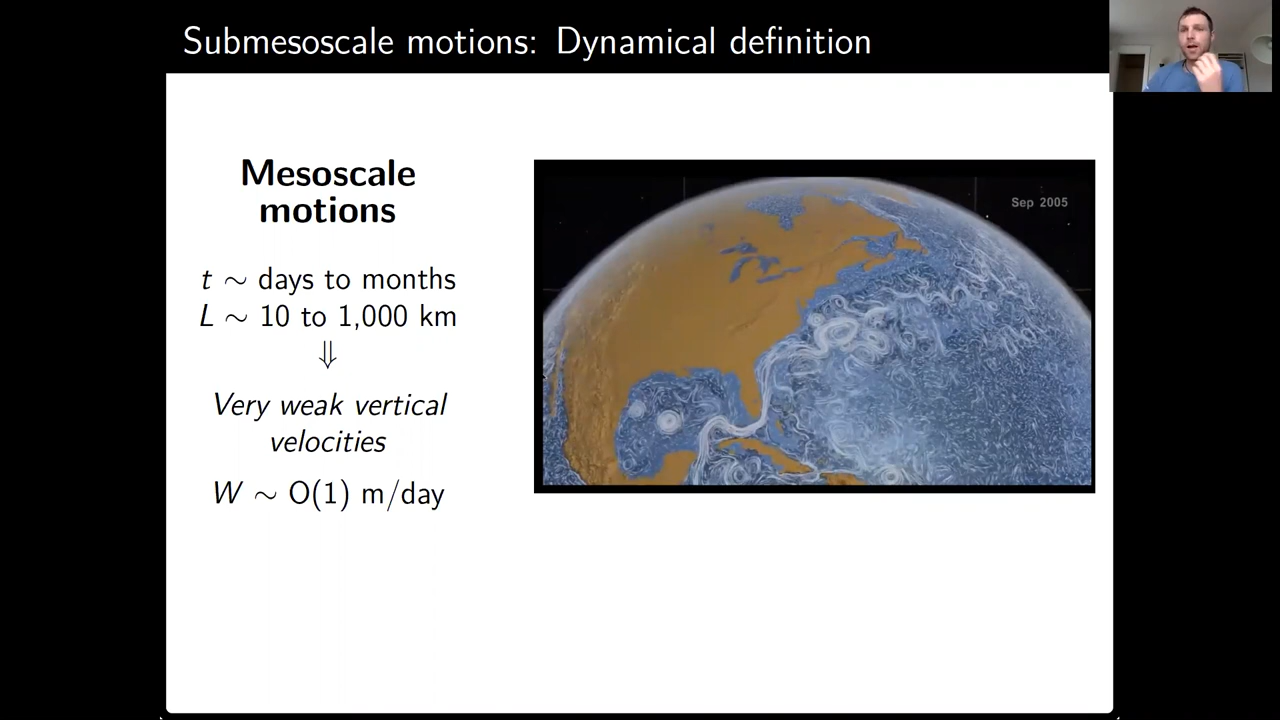 Submesoscale motions: Dynamical definition
Mesoscale
motions
t ∼ days to months
L ∼ 10 to 1,000 km
⇓
Very weak vertical
velocities
W ∼ O(1) m/day
Sep 2005